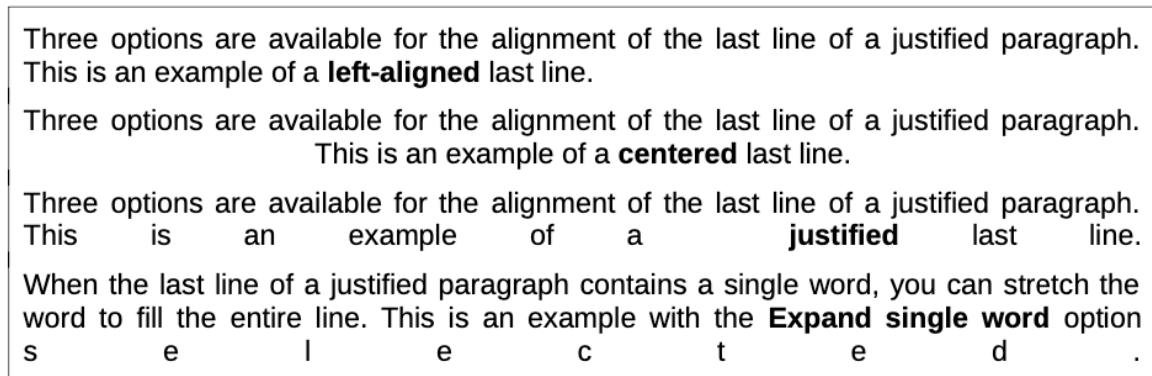 Three options are available for the alignment of the last line of a justified paragraph.
This is an example of a left-aligned last line.
Three options are available for the alignment of the last line of a justified paragraph.
This is an example of a centered last line.
Three options are available for the alignment of the last line of a justified paragraph.
This is an example of a justified last line.
When the last line of a justified paragraph contains a single word, you can stretch the
word to fill the entire line. This is an example with the Expand single word option
s e l e c t e d .